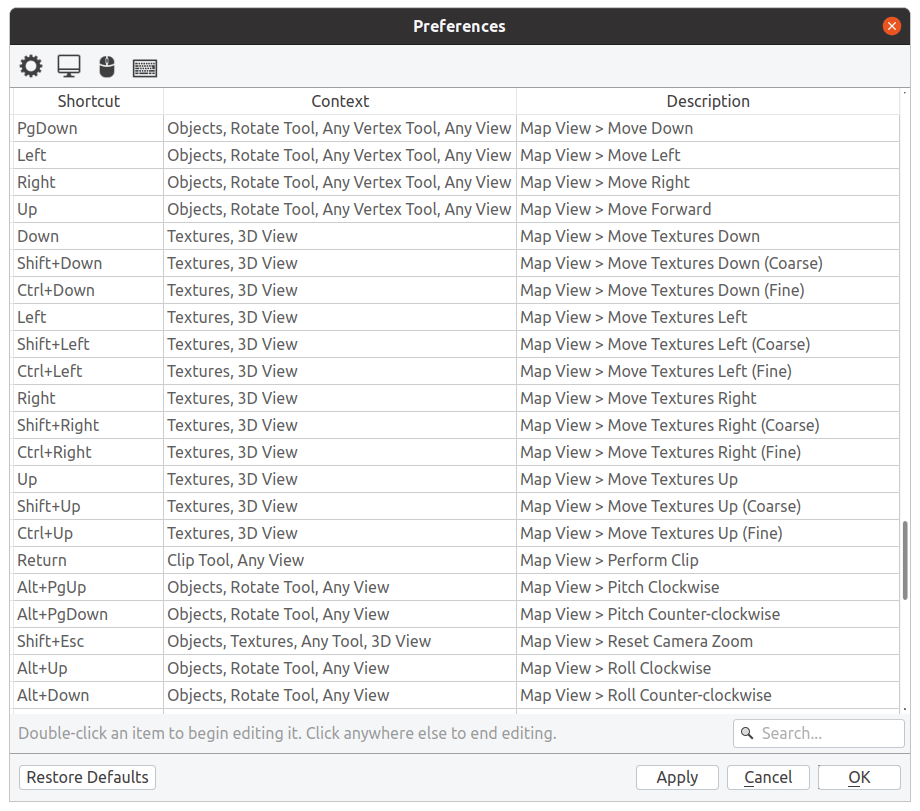 Preferences
Shortcut Context Description
PgDown Objects, Rotate Tool, Any Vertex Tool, Any View Map View > Move Down
Left Objects, Rotate Tool, Any Vertex Tool, Any View Map View > Move Left
Right Objects, Rotate Tool, Any Vertex Tool, Any View Map View > Move Right
Up Objects, Rotate Tool, Any Vertex Tool, Any View Map View > Move Forward
Down Textures, 3D View Map View > Move Textures Down
Shift+Down Textures, 3D View Map View > Move Textures Down (Coarse)
Ctrl+Down Textures, 3D View Map View > Move Textures Down (Fine)
Left Textures, 3D View Map View > Move Textures Left
Shift+Left Textures, 3D View Map View > Move Textures Left (Coarse)
Ctrl+Left Textures, 3D View Map View > Move Textures Left (Fine)
Right Textures, 3D View Map View > Move Textures Right
Shift+Right Textures, 3D View Map View > Move Textures Right (Coarse)
Ctrl+Right Textures, 3D View Map View > Move Textures Right (Fine)
Up Textures, 3D View Map View > Move Textures Up
Shift+Up Textures, 3D View Map View > Move Textures Up (Coarse)
Ctrl+Up Textures, 3D View Map View > Move Textures Up (Fine)
Return Clip Tool, Any View Map View > Perform Clip
Alt+PgUp Objects, Rotate Tool, Any View Map View > Pitch Clockwise
Alt+PgDown Objects, Rotate Tool, Any View Map View > Pitch Counter-clockwise
Shift+Esc Objects, Textures, Any Tool, 3D View Map View > Reset Camera Zoom
Alt+Up Objects, Rotate Tool, Any View Map View > Roll Clockwise
Alt+Down Objects, Rotate Tool, Any View Map View > Roll Counter-clockwise
Double-click an item to begin editing it. Click anywhere else to end editing. Search...
Restore Defaults Apply Cancel OK